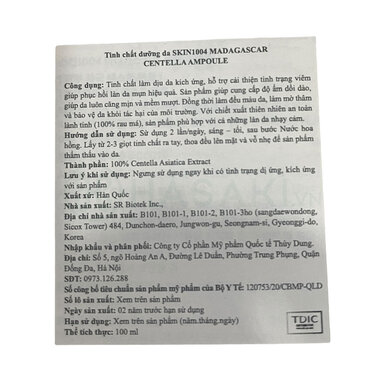 Tinh chất dưỡng da SKIN1004 MADAGASCAR
CENTELLA AMPOULE
Công dụng: Tinh chất làm dịu da kích ứng, hỗ trợ cải thiện tình trạng viêm
giúp phục hồi làn da mụn hiệu quả. Sản phẩm giúp cung cấp độ ẩm dồi dào,
giúp da luôn căng mịn và mềm mượt. Đồng thời làm đều màu da, làm mờ thâm
và bảo vệ da khỏi tác hại của môi trường. Với chiết xuất thiên nhiên an toàn
lành tính (100% rau má), sản phẩm phù hợp với cả những làn da nhạy cảm.
Hướng dẫn sử dụng: Sử dụng 2 lần/ngày, sáng – tối, sau bước Nước hoa
hồng. Lấy từ 2-3 giọt tinh chất ra tay, thoa đều lên mặt và vỗ nhẹ để sản phẩm
thẩm thấu vào da.
Thành phần: 100% Centella Asiatica Extract
Lưu ý khi sử dụng: Ngưng sử dụng ngay khi có tình trạng dị ứng, kích ứng
với sản phẩm
Xuất xứ: Hàn Quốc
Nhà sản xuất: SR Biotek Inc.,
Địa chỉ nhà sản xuất: B101, B101-1, B101-2, B101-3ho (sangdaewondong,
Sicox Tower) 484, Dunchon-daero, Jungwon-gu, Seongnam-si, Gyeonggi-do,
Korea
Nhập khẩu và phân phối: Công ty Cổ phần Mỹ phẩm Quốc tế Thùy Dung.
Địa chỉ: Số 5, ngõ Hoàng An A, Đường Lê Duẩn, Phường Trung Phụng, Quận
Đống Đa, Hà Nội
SĐT: 0973.126.288
Số công bố tiêu chuẩn sản phẩm mỹ phẩm của Bộ Y Tế: 120753/20/CBMP-QLD
Số lô sản xuất: Xem trên sản phẩm
Ngày sản xuất: 02 năm trước hạn sử dụng
Hạn sử dụng: Xem trên sản phẩm (năm.tháng.ngày)
Thể tích thực: 100 ml
TDIC